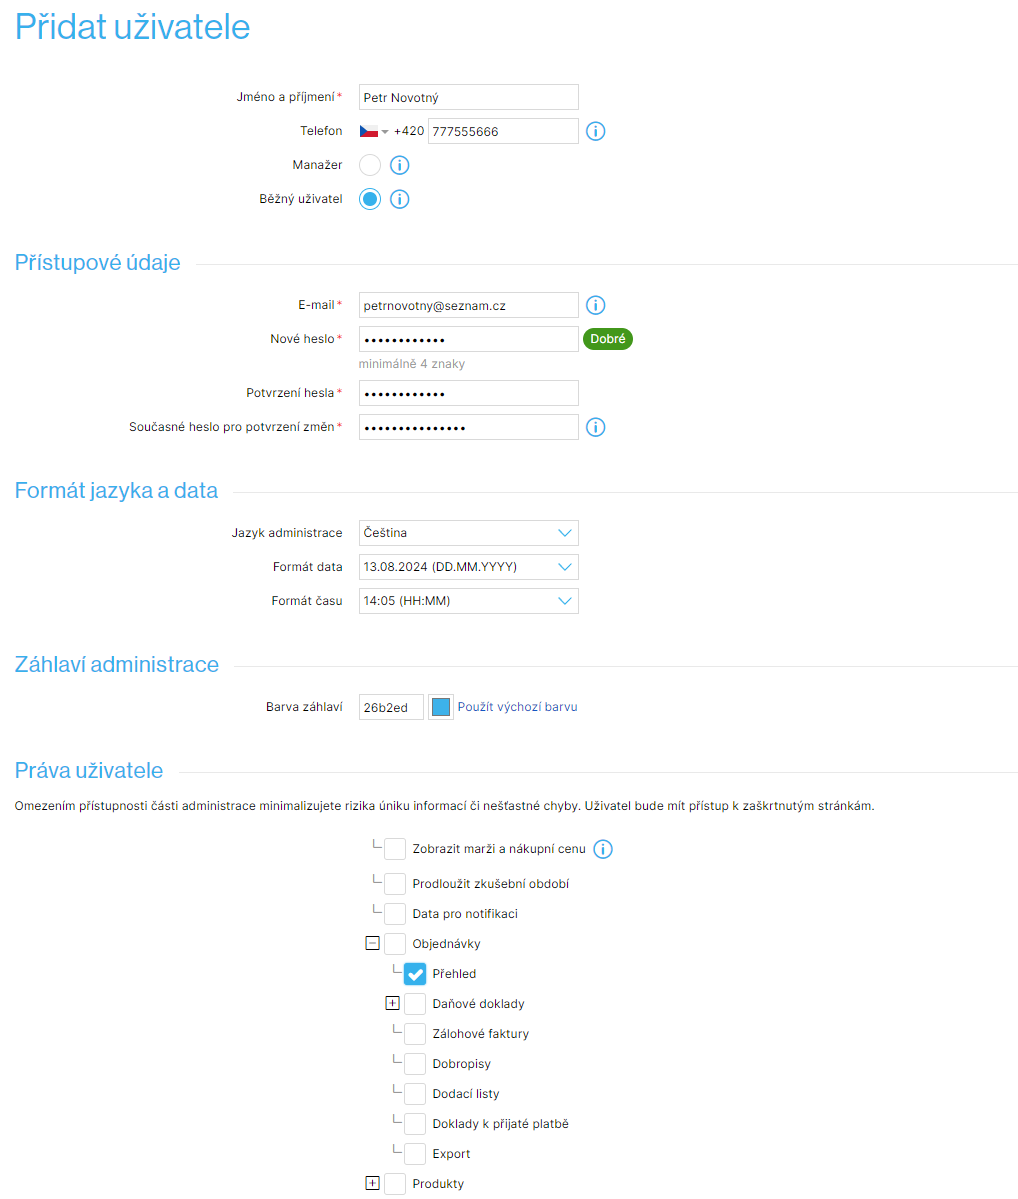 Přidat uživatele
Jméno a příjmení* Petr Novotný
Telefon +420 777555666
Manažer
Běžný uživatel
Přístupové údaje
E-mail* petrnovotny@seznam.cz
Nové heslo* •••••••••••• Dobré
minimálně 4 znaky
Potvrzení hesla* ••••••••••••
Současné heslo pro potvrzení změn* •••••••••••••••
Formát jazyka a data
Jazyk administrace Čeština
Formát data 13.08.2024 (DD.MM.YYYY)
Formát času 14:05 (HH:MM)
Záhlaví administrace
Barva záhlaví 26b2ed Použít výchozí barvu
Práva uživatele
Omezením přístupnosti části administrace minimalizujete rizika úniku informací či nešťastné chyby. Uživatel bude mít přístup k zaškrtnutým stránkám.
Zobrazit marži a nákupní cenu
Prodloužit zkušební období
Data pro notifikaci
Objednávky
Přehled
Daňové doklady
Zálohové faktury
Dobropisy
Dodací listy
Doklady k přijaté platbě
Export
Produkty